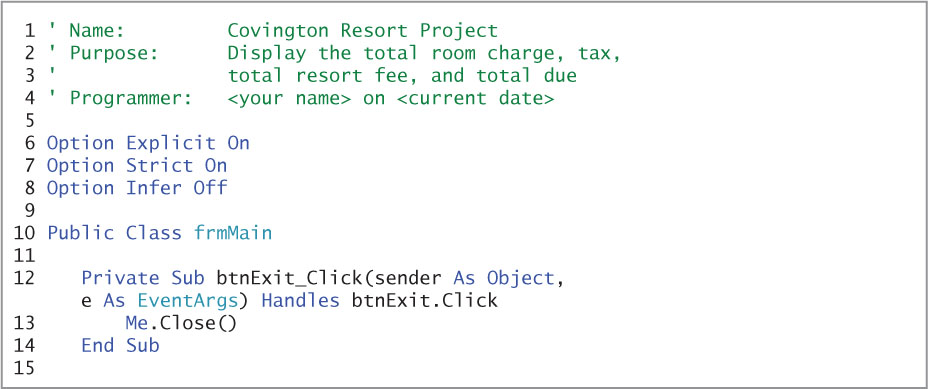 1 ' Name:           Covington Resort Project
2 ' Purpose:        Display the total room charge, tax,
3 '                 total resort fee, and total due
4 ' Programmer:     <your name> on <current date>
5
6 Option Explicit On
7 Option Strict On
8 Option Infer Off
9
10 Public Class frmMain
11
12    Private Sub btnExit_Click(sender As Object,
      e As EventArgs) Handles btnExit.Click
13        Me.Close()
14    End Sub
15